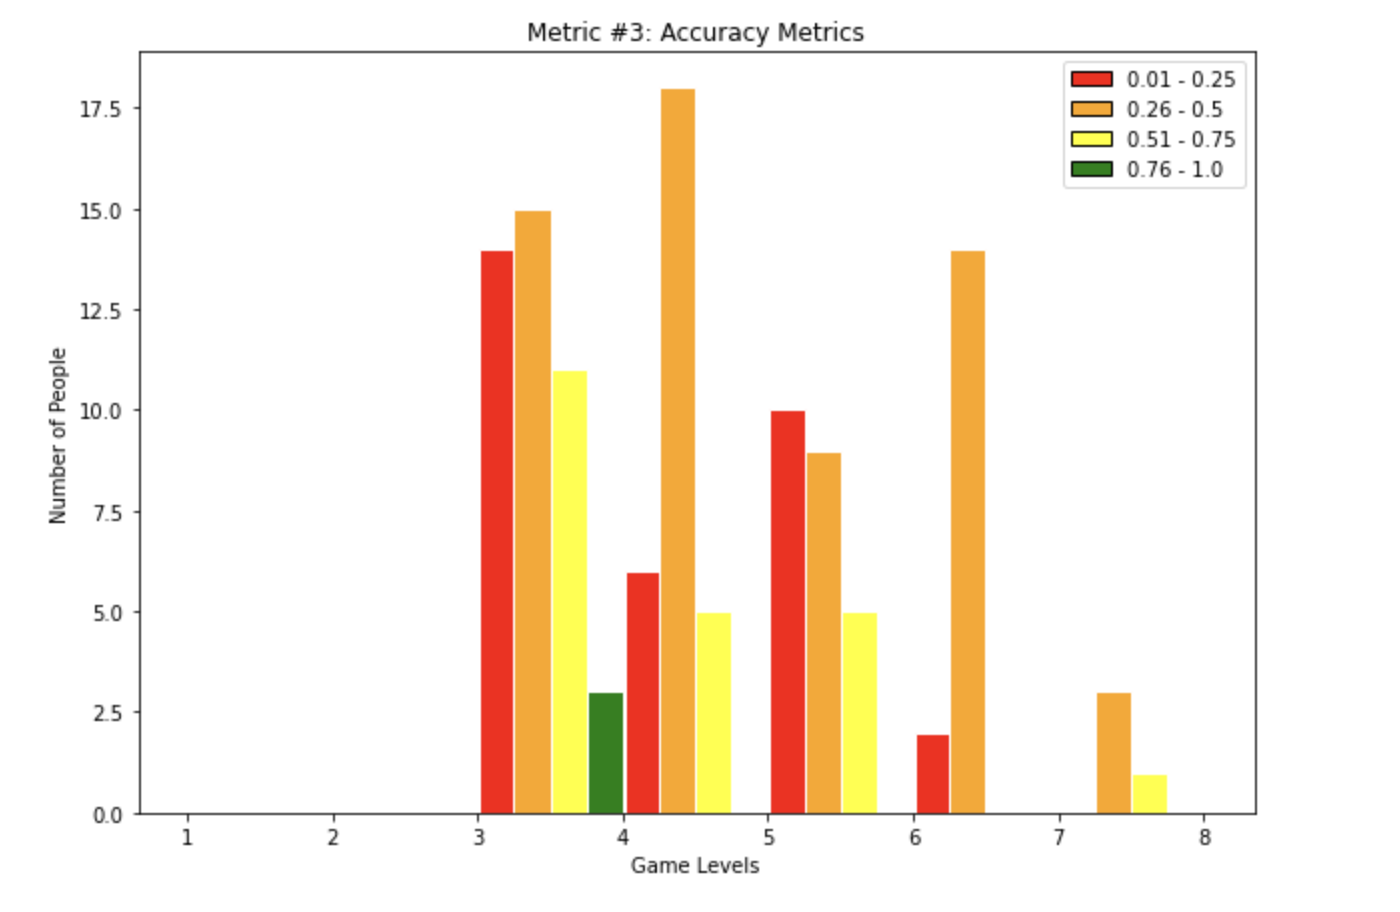 Metric #3: Accuracy Metrics
0.01 - 0.25
0.26 - 0.5
0.51 - 0.75
0.76 - 1.0
Number of People
17.5
15.0
12.5
10.0
7.5
5.0
2.5
0.0
1 2 3 4 5 6 7 8
Game Levels